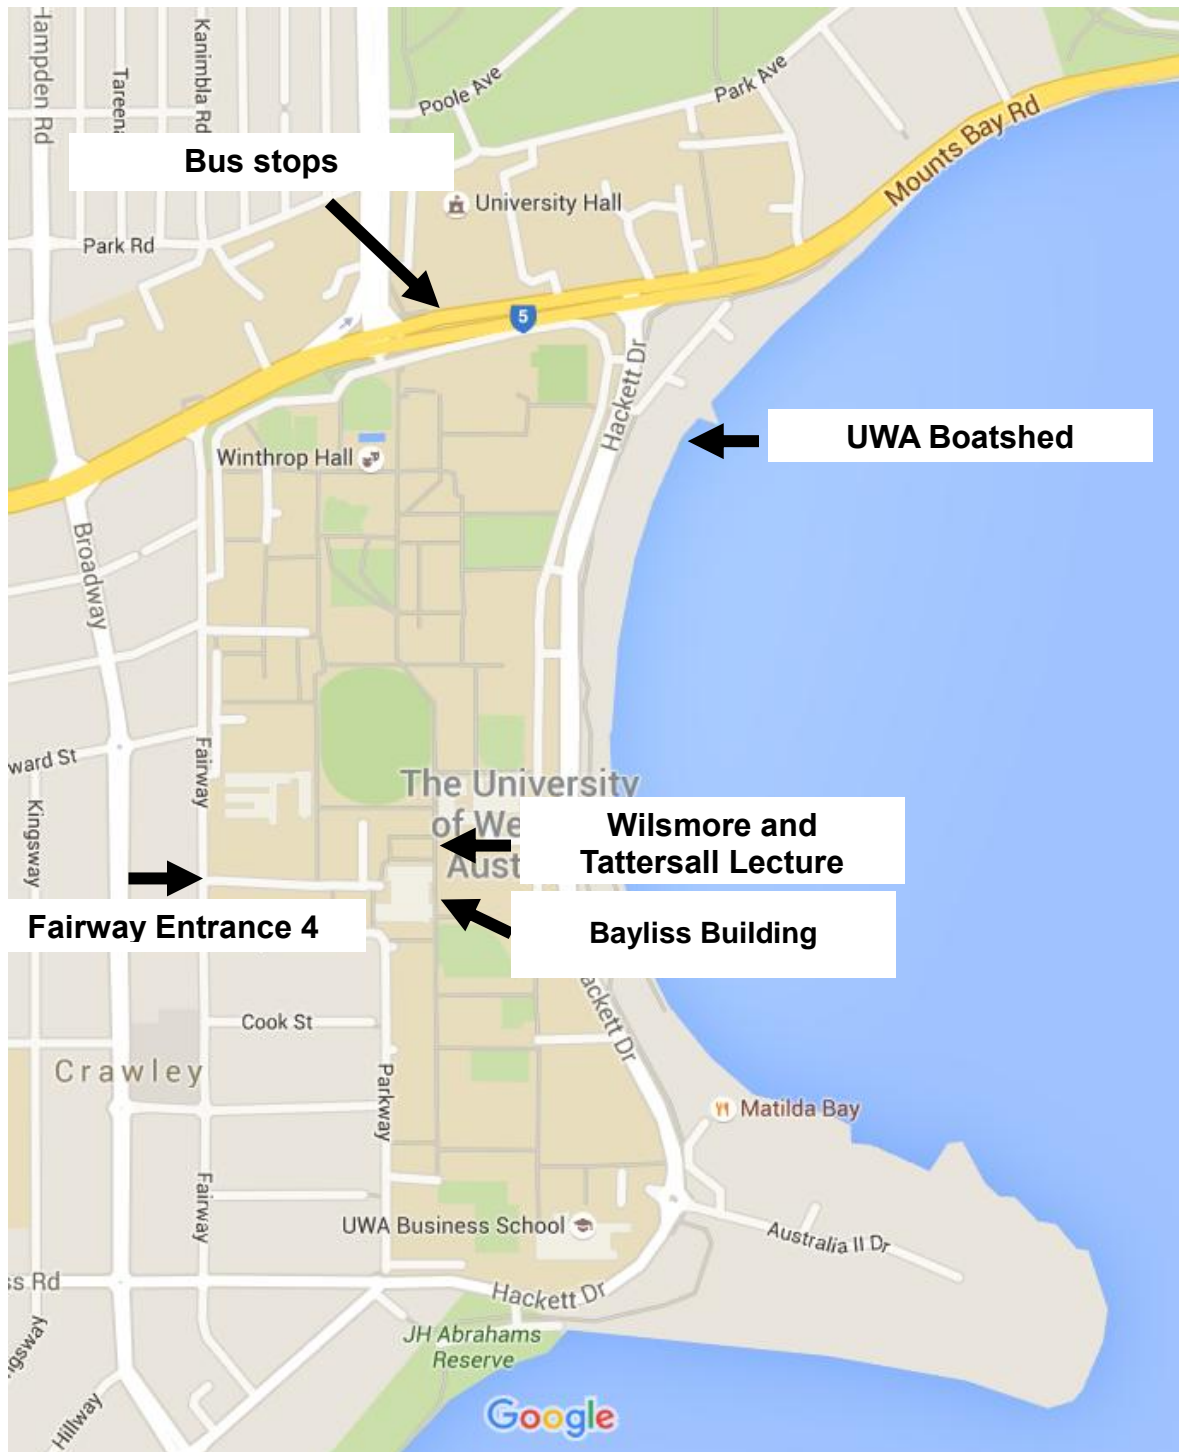 Hampden Rd
Tareena
Kanimbla Rd
Poole Ave
Park Ave
Mounts Bay Rd
Bus stops
University Hall
Park Rd
5
Hackett Dr
UWA Boatshed
Winthrop Hall
Broadway
ward St
Fairway
Kingsway
The University
of We
Aust
Wilsmore and
Tattersall Lecture
Fairway Entrance 4
Bayliss Building
Hackett Dr
Cook St
Crawley
Parkway
Matilda Bay
Fairway
UWA Business School
Australia II Dr
ss Rd
Hackett Dr
ngsway
JH Abrahams
Reserve
Hillway
Google